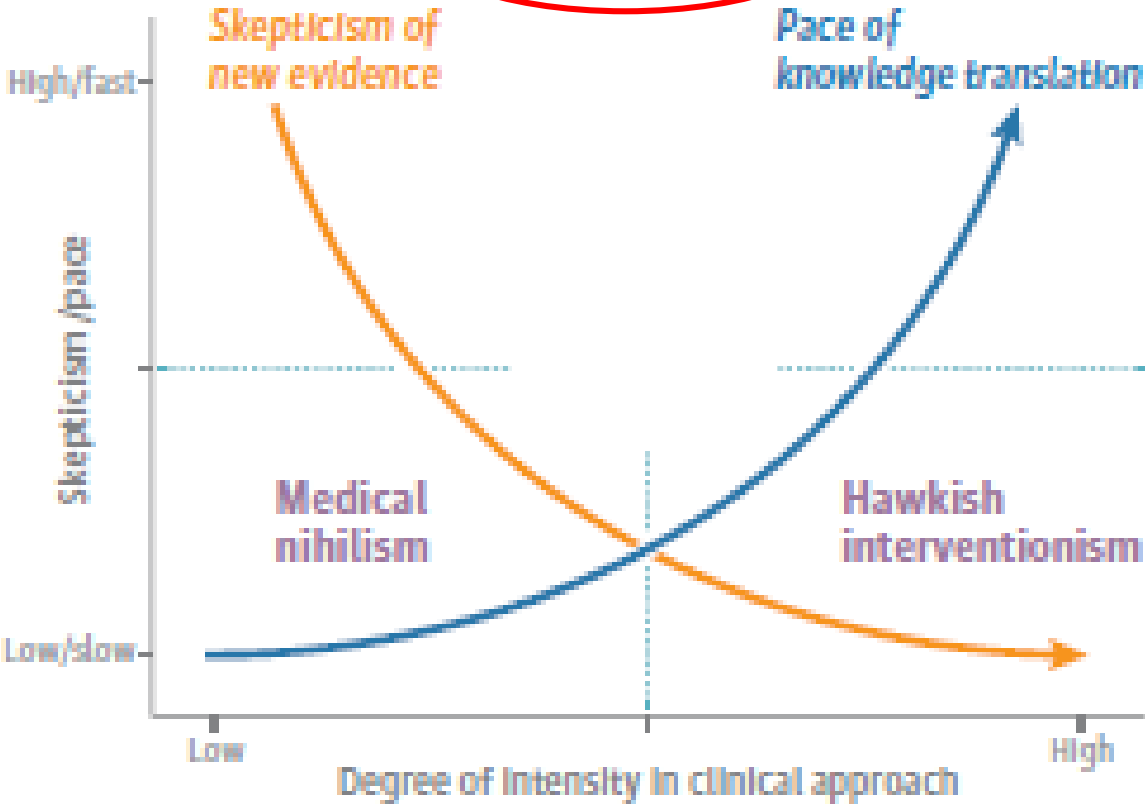 Skepticism of
new evidence
Pace of
knowledge translation
High/fast
Skepticism/pace
Medical
nihilism
Hawkish
interventionism
Low/slow
Low
High
Degree of intensity in clinical approach